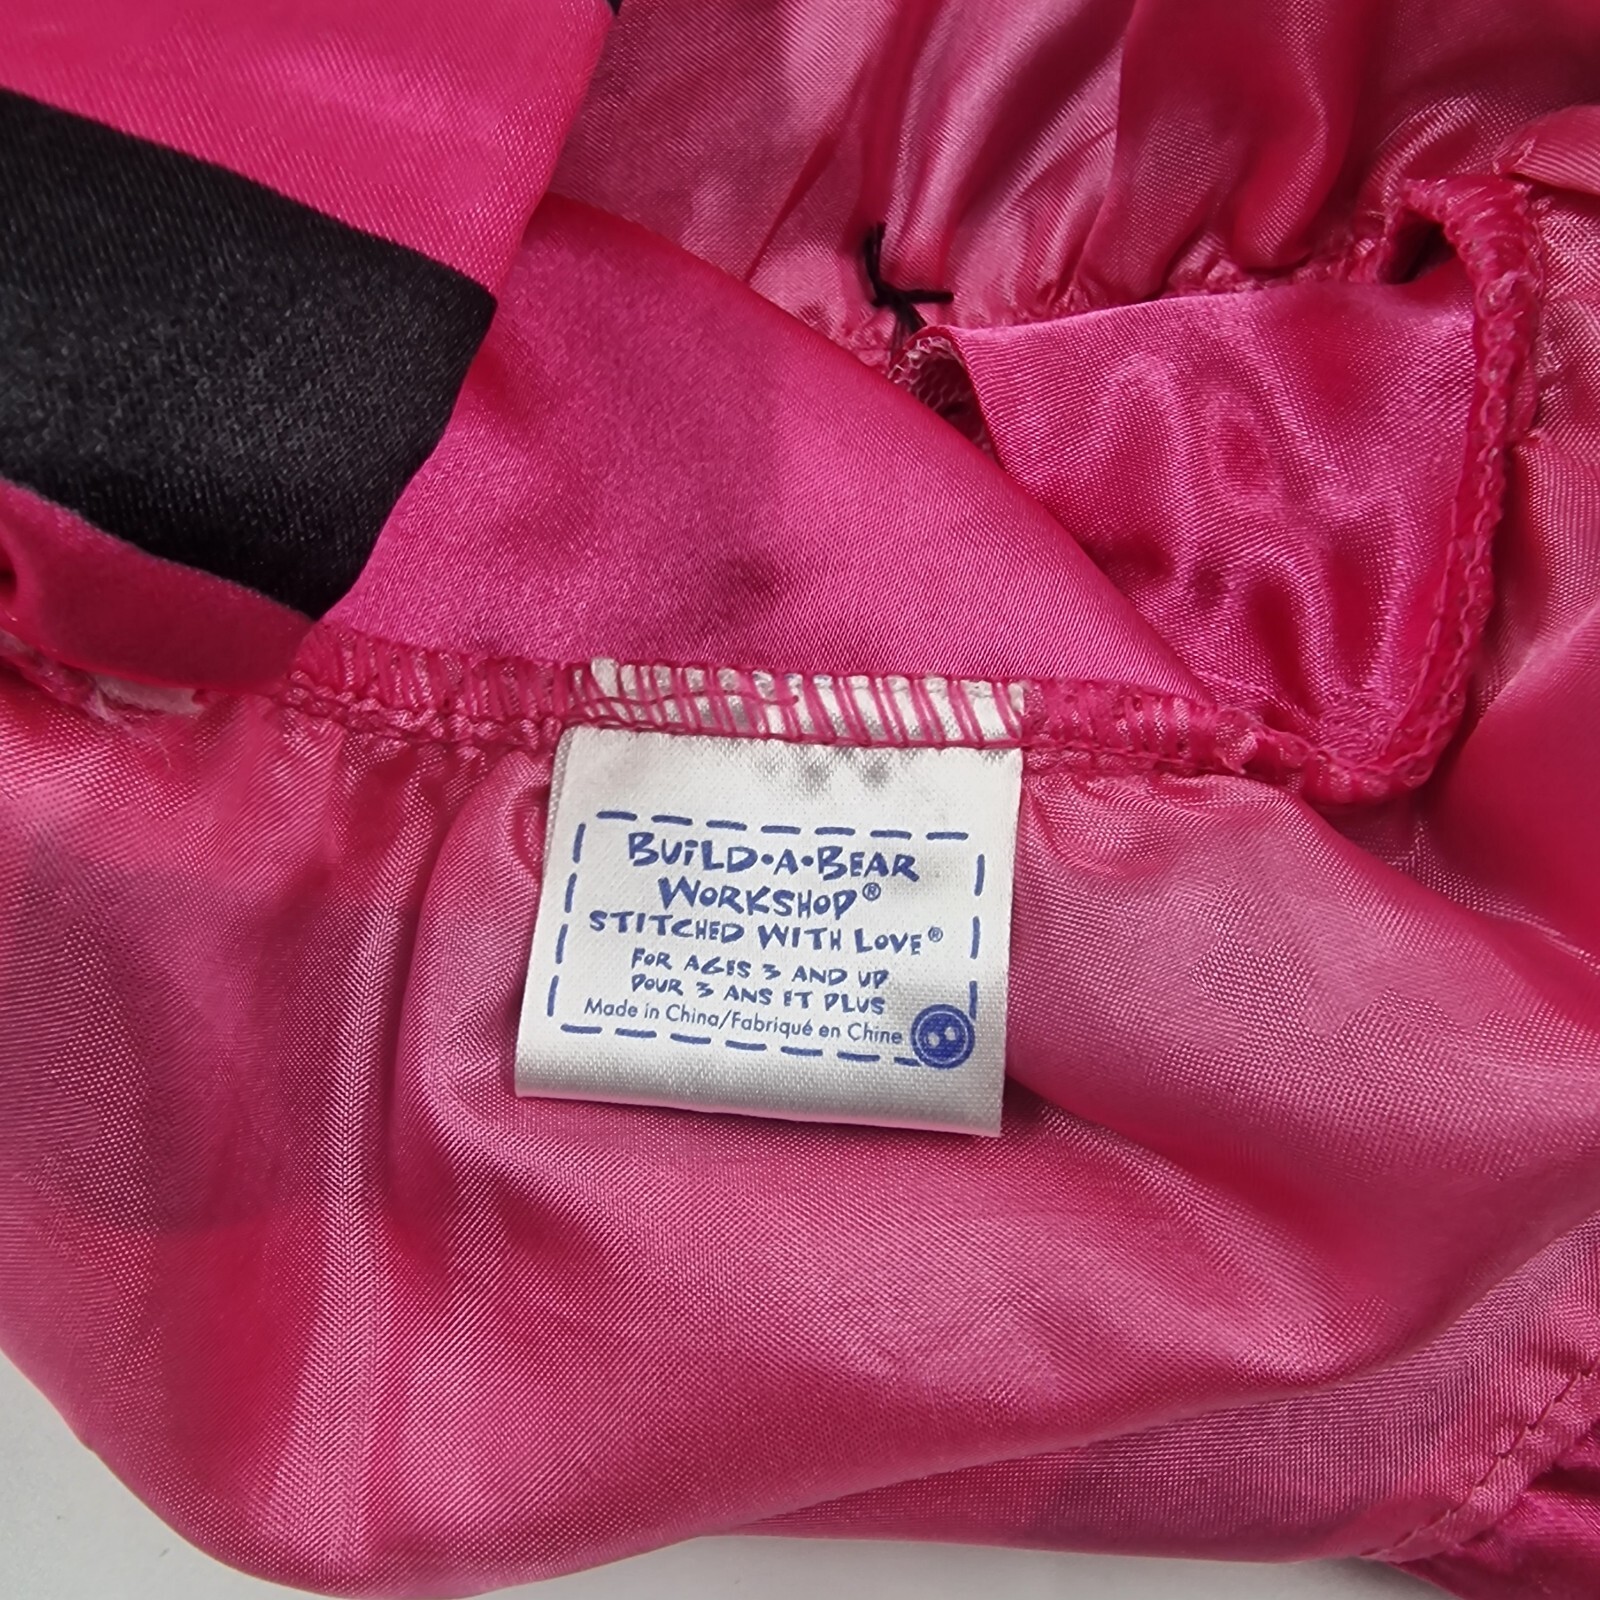 BUiLD•A•BEAR
WORKSHOP®
STITCHED WITH LOVE®
FOR AGES 3 AND UP
POUR 3 ANS ET PLUS
Made in China/Fabriqué en Chine